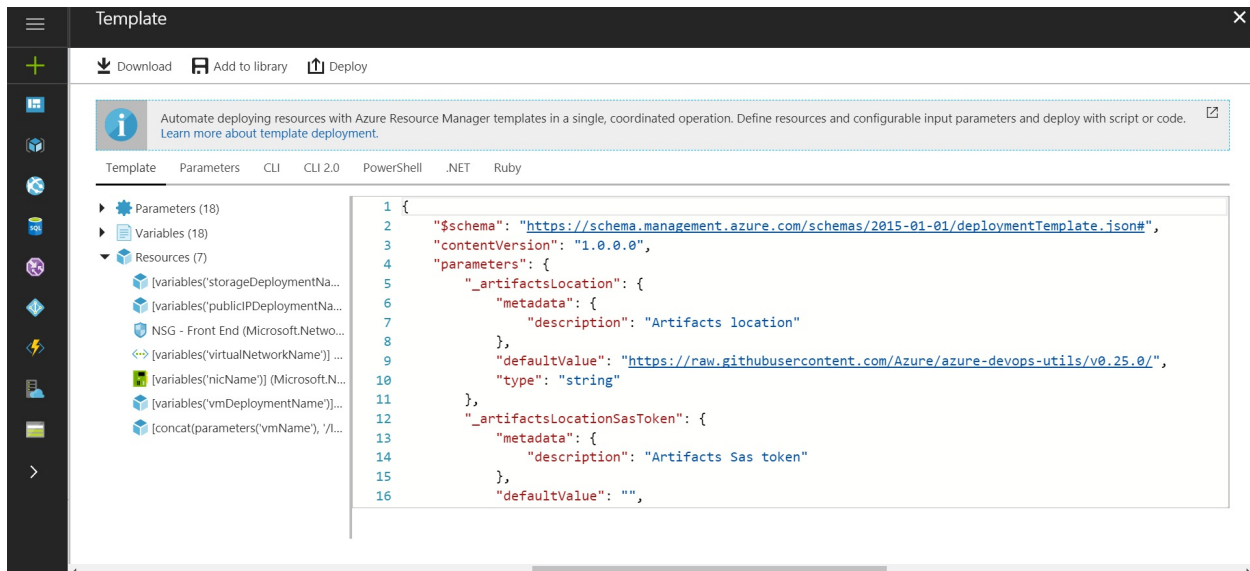 Template
Download Add to library Deploy
Automate deploying resources with Azure Resource Manager templates in a single, coordinated operation. Define resources and configurable input parameters and deploy with script or code.
Learn more about template deployment.
Template Parameters CLI CLI 2.0 PowerShell .NET Ruby
Parameters (18)
Variables (18)
Resources (7)
[variables('storageDeploymentNa...
[variables('publicIPDeploymentNa...
NSG - Front End (Microsoft.Netwo...
[variables('virtualNetworkName')] ...
[variables('nicName')] (Microsoft.N...
[variables('vmDeploymentName')]...
[concat(parameters('vmName'), '/I...
1 {
2 "$schema": "https://schema.management.azure.com/schemas/2015-01-01/deploymentTemplate.json#",
3 "contentVersion": "1.0.0.0",
4 "parameters": {
5 "_artifactsLocation": {
6 "metadata": {
7 "description": "Artifacts location"
8 },
9 "defaultValue": "https://raw.githubusercontent.com/Azure/azure-devops-utils/v0.25.0/",
10 "type": "string"
11 },
12 "_artifactsLocationSasToken": {
13 "metadata": {
14 "description": "Artifacts Sas token"
15 },
16 "defaultValue": "",
SQL